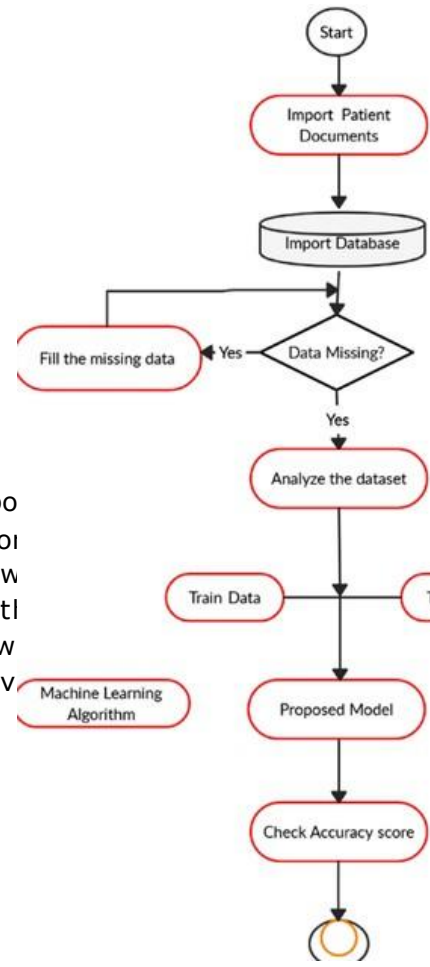 Start
Import Patient
Documents
Import Database
Fill the missing data
Yes
Data Missing?
Yes
Analyze the dataset
Train Data
Machine Learning
Algorithm
Proposed Model
Check Accuracy score